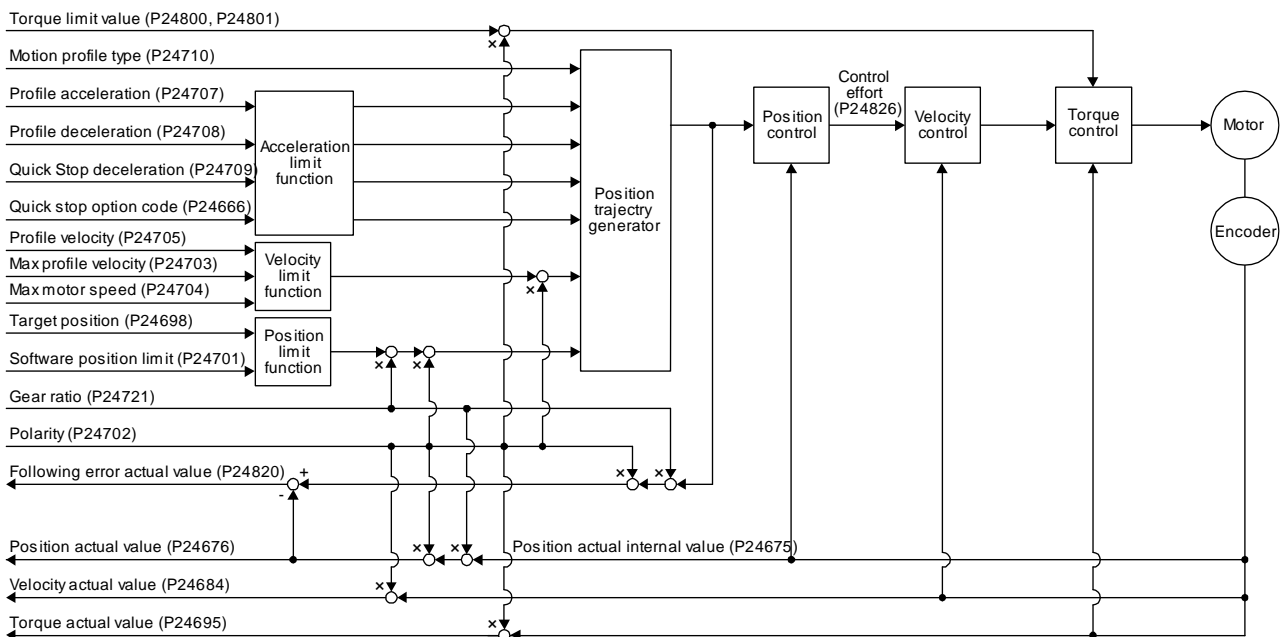 Torque limit value (P24800, P24801)
×
Motion profile type (P24710)
Profile acceleration (P24707)
Profile deceleration (P24708)
Quick Stop deceleration (P24709)
Quick stop option code (P24666)
Acceleration
limit
function
Profile velocity (P24705)
Max profile velocity (P24703)
Max motor speed (P24704)
Velocity
limit
function
×
Target position (P24698)
Software position limit (P24701)
Position
limit
function
×
×
Position
trajectry
generator
Position
control
Control
effort
(P24826)
Velocity
control
Torque
control
Motor
Encoder
Gear ratio (P24721)
Polarity (P24702)
Following error actual value (P24820)
+
-
×
×
Position actual value (P24676)
×
×
Position actual internal value (P24675)
Velocity actual value (P24684)
×
Torque actual value (P24695)
×